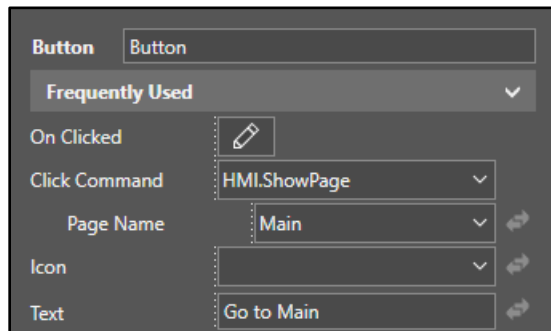 Button Button
Frequently Used
On Clicked
Click Command HMI.ShowPage
Page Name Main
Icon
Text Go to Main